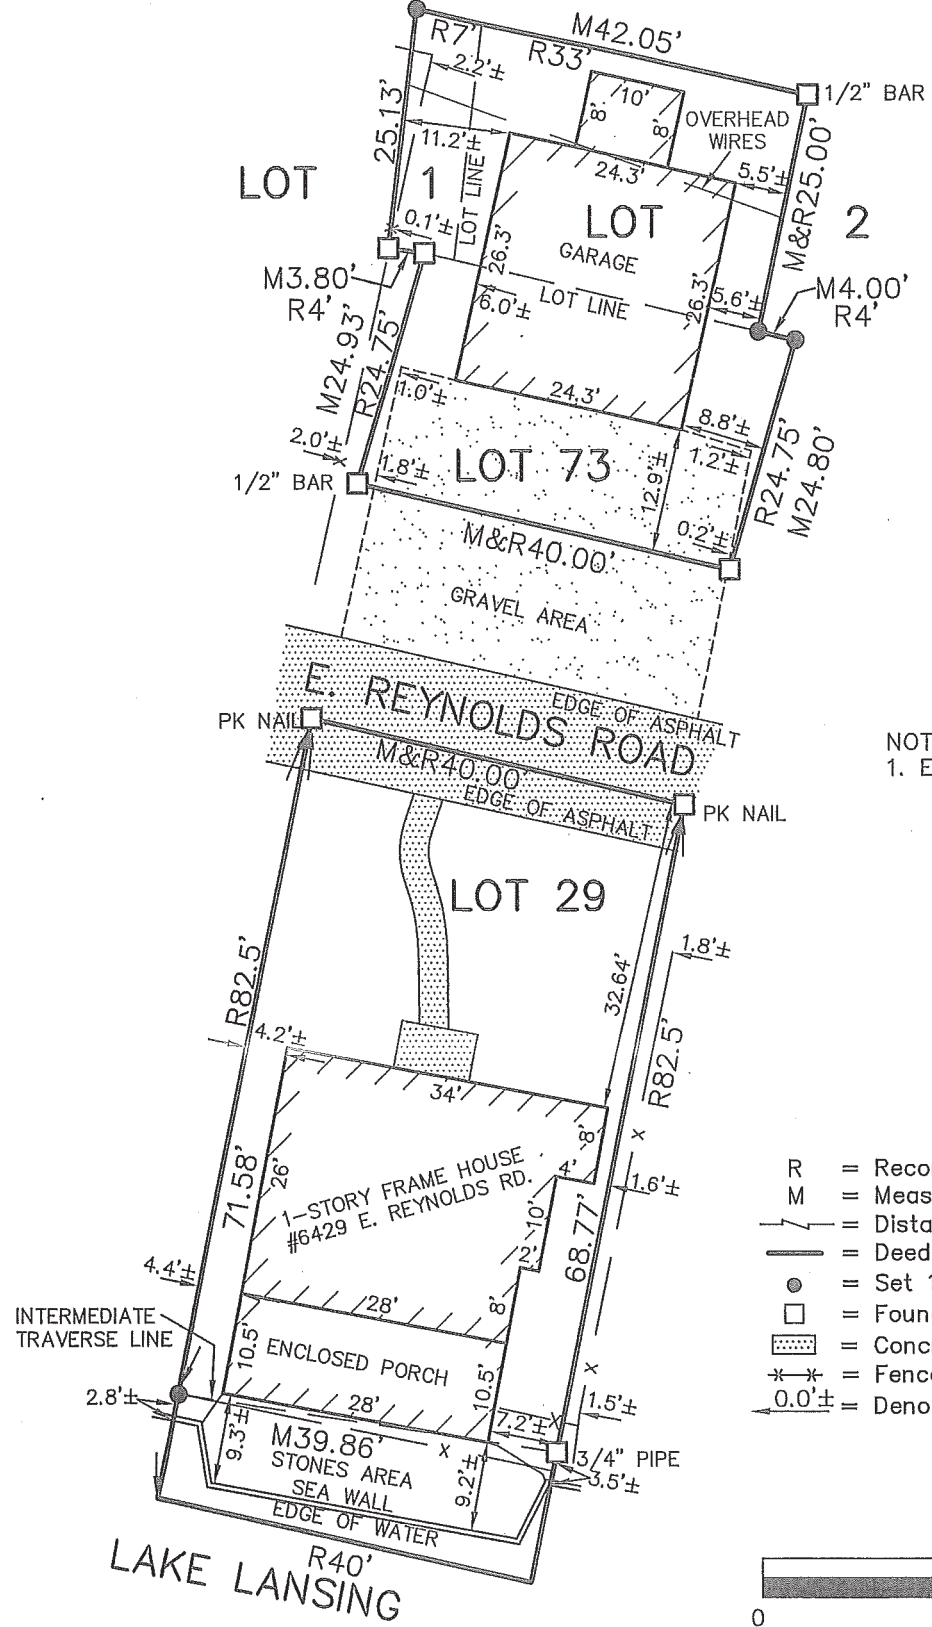 M42.05'
R7'
R33'
2.2'±
1/2" BAR
10'
8'
8'
OVERHEAD
WIRES
25.13'
11.2'±
24.3'
5.5'±
M&R25.00'
LOT
1
LOT LINE
LOT
2
0.1'±
GARAGE
26.3'
26.3'
M3.80'
R4'
LOT LINE
6.0'±
5.6'±
M4.00'
R4'
M24.93'
R24.75'
1.0'±
24.3'
8.8'±
2.0'±
x
LOT 73
1.2'±
R24.75'
M24.80'
1/2" BAR
1.8'±
12.9'±
0.2'±
M&R40.00'
GRAVEL AREA
E. REYNOLDS ROAD
EDGE OF ASPHALT
PK NAIL
M&R40.00'
EDGE OF ASPHALT
PK NAIL
NOT
1. E
LOT 29
1.8'±
R82.5'
32.64'
4.2'±
R82.5'
34'
8'
x
26'
1-STORY FRAME HOUSE
#6429 E. REYNOLDS RD.
4'
1.6'±
71.58'
10'
2'
68.77'
4.4'±
8'
28'
INTERMEDIATE
TRAVERSE LINE
10.5'
ENCLOSED PORCH
10.5'
x
2.8'±
28'
1.5'±
7.2'±
x
9.3'±
M39.86'
x
3/4" PIPE
STONES AREA
9.2'±
3.5'±
SEA WALL
EDGE OF WATER
R40'
LAKE LANSING
R = Reco
M = Meas
= Dista
= Deed
= Set 1
= Foun
= Conc
x x = Fence
0.0'± = Deno
0